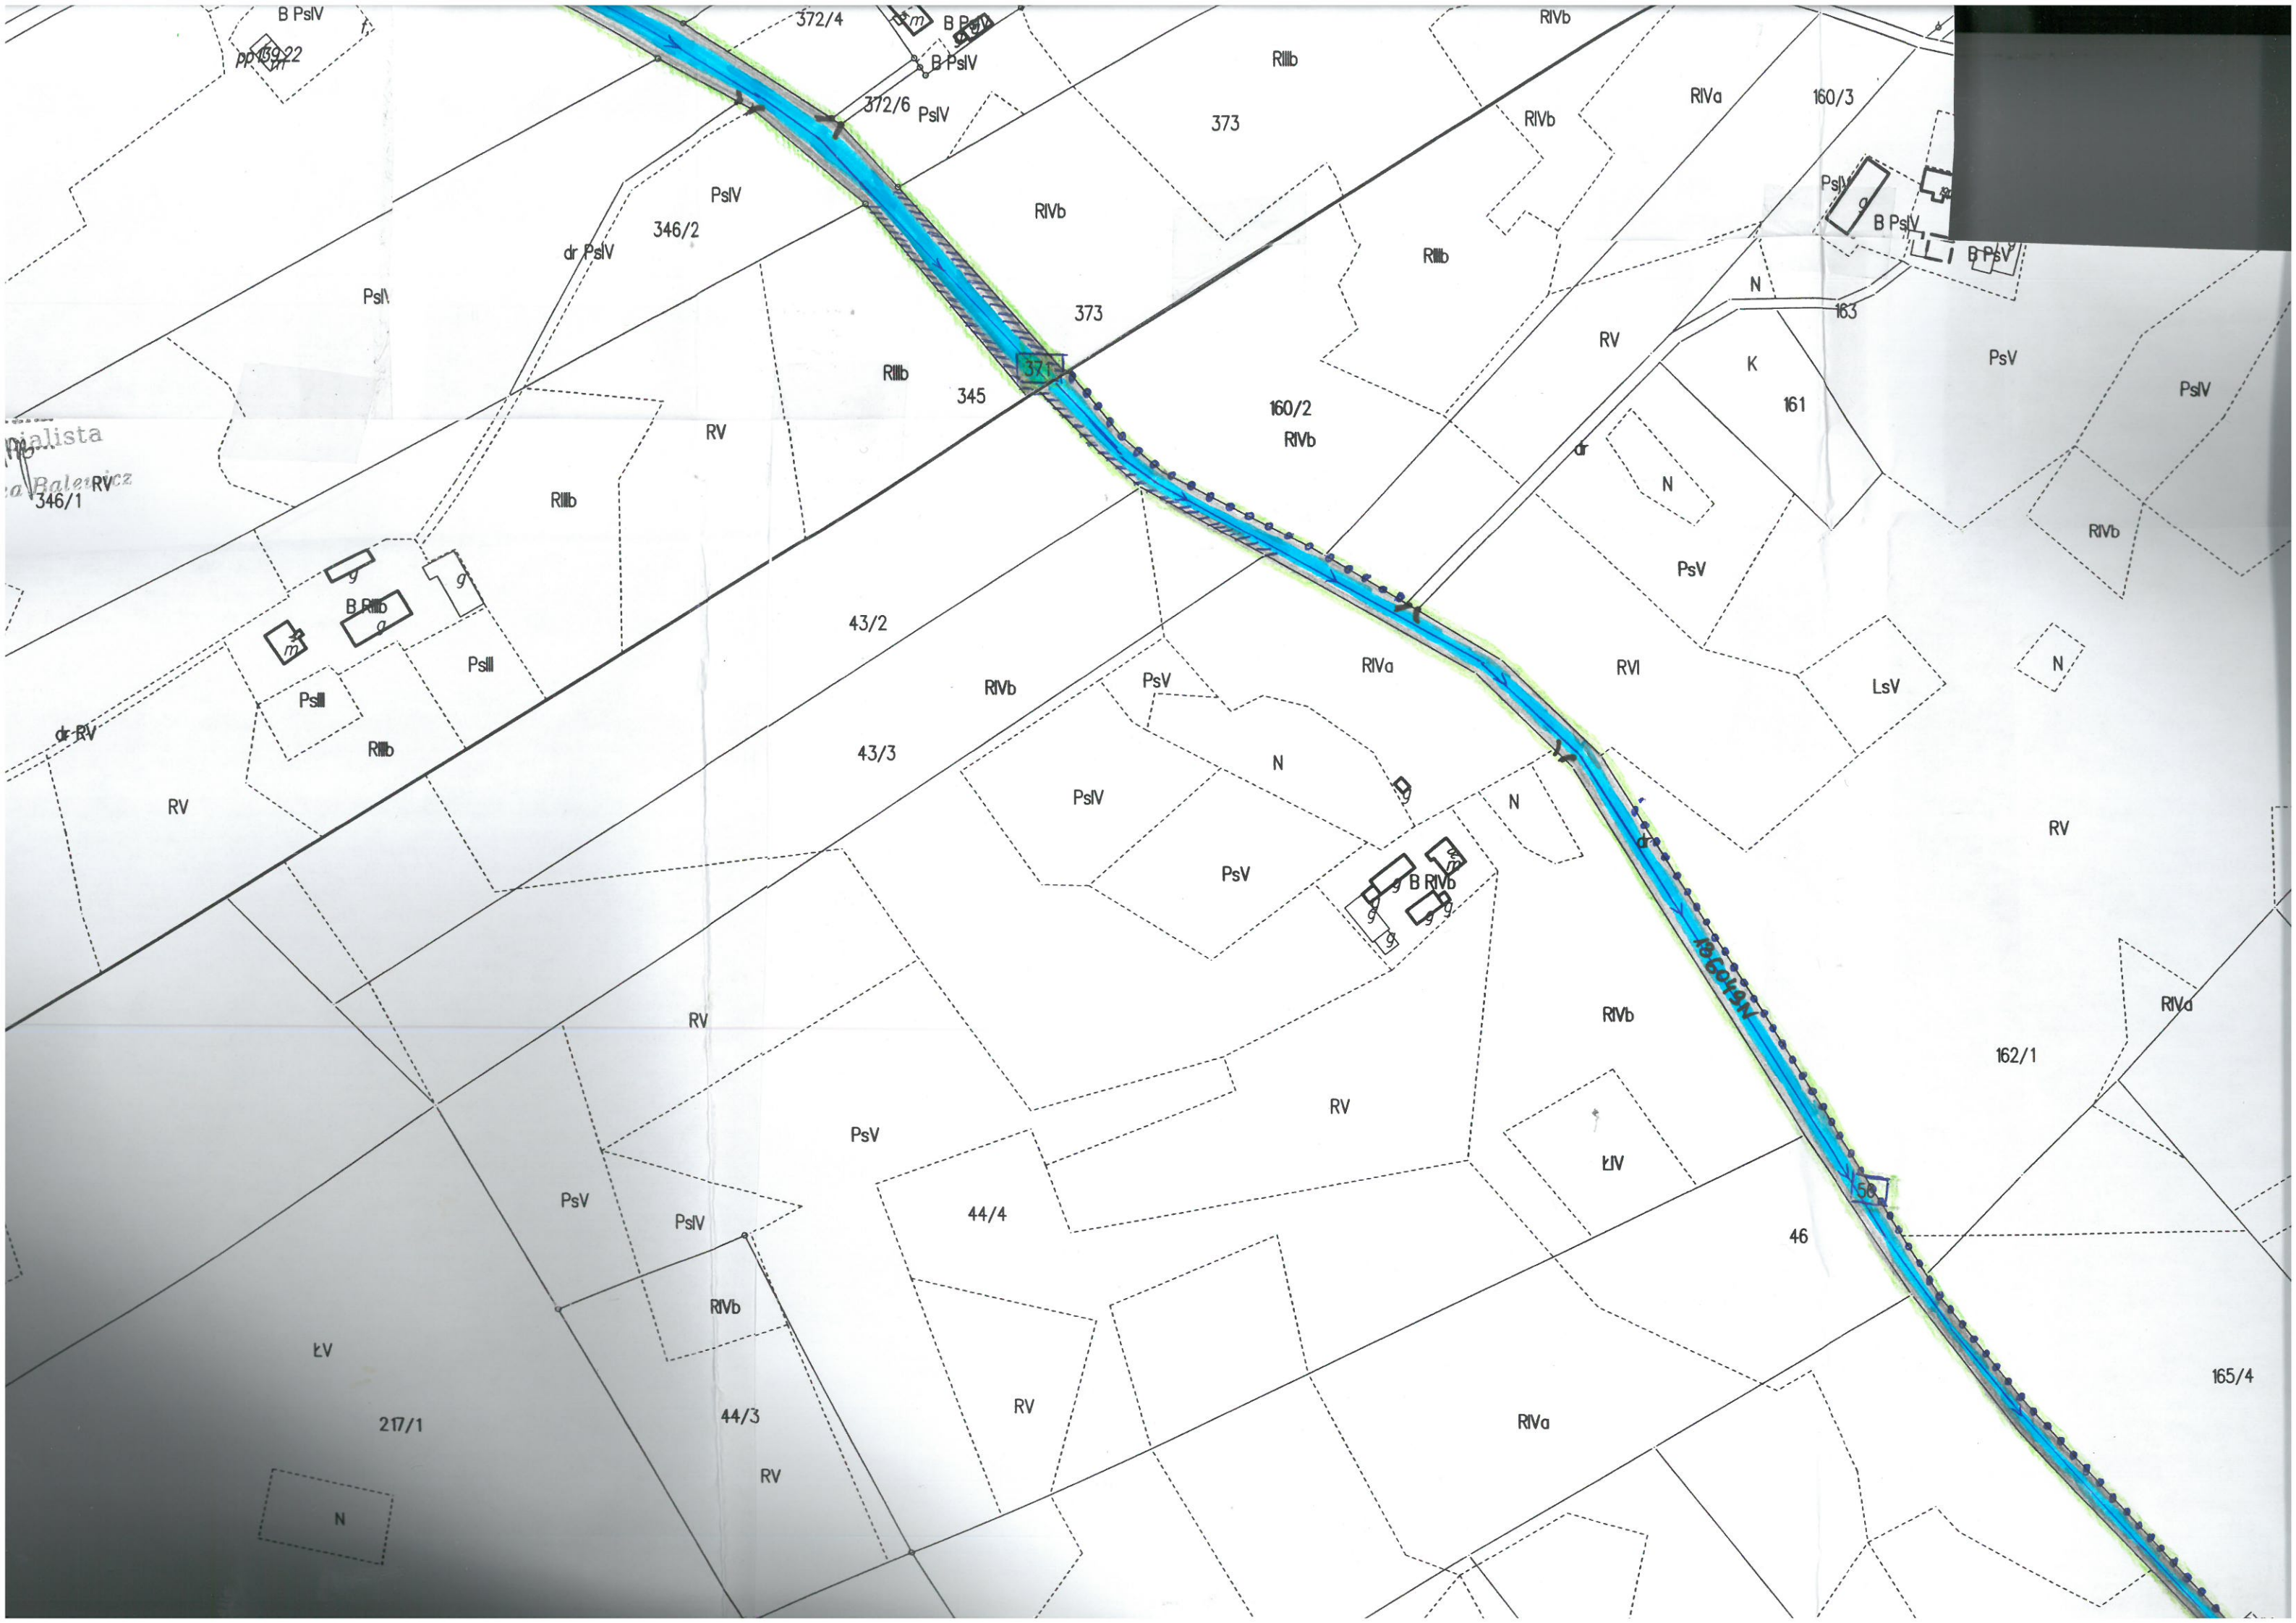 B PsIV
372/4
m
B PsIV
RIVb
pp 139.22
m
B PsIV
RIIIb
372/6
PsIV
373
RIVb
RIVa
160/3
PsIV
346/2
RIVb
PsIV
g
B PsIV
dr PsIV
RIIIb
B PsV
PsIV
373
N
163
RV
PsV
RIIIb
371
K
PsIV
345
160/2
161
RV
RIVb
dr
Balewicz
RV
346/1
RIIIb
N
RIVb
g
g
PsV
B RIIIb
g
43/2
m
PsIII
RIVa
RVI
N
PsV
RIVb
LsV
PsIII
dr RV
RIIIb
43/3
N
PsIV
g
N
RV
RV
dr
m
PsV
g
B RIVb
g
g
g
g
186049N
RIVa
RV
RIVb
162/1
RV
PsV
ŁIV
PsV
44/4
PsIV
46
RIVb
ŁV
165/4
RV
44/3
RIVa
217/1
RV
N